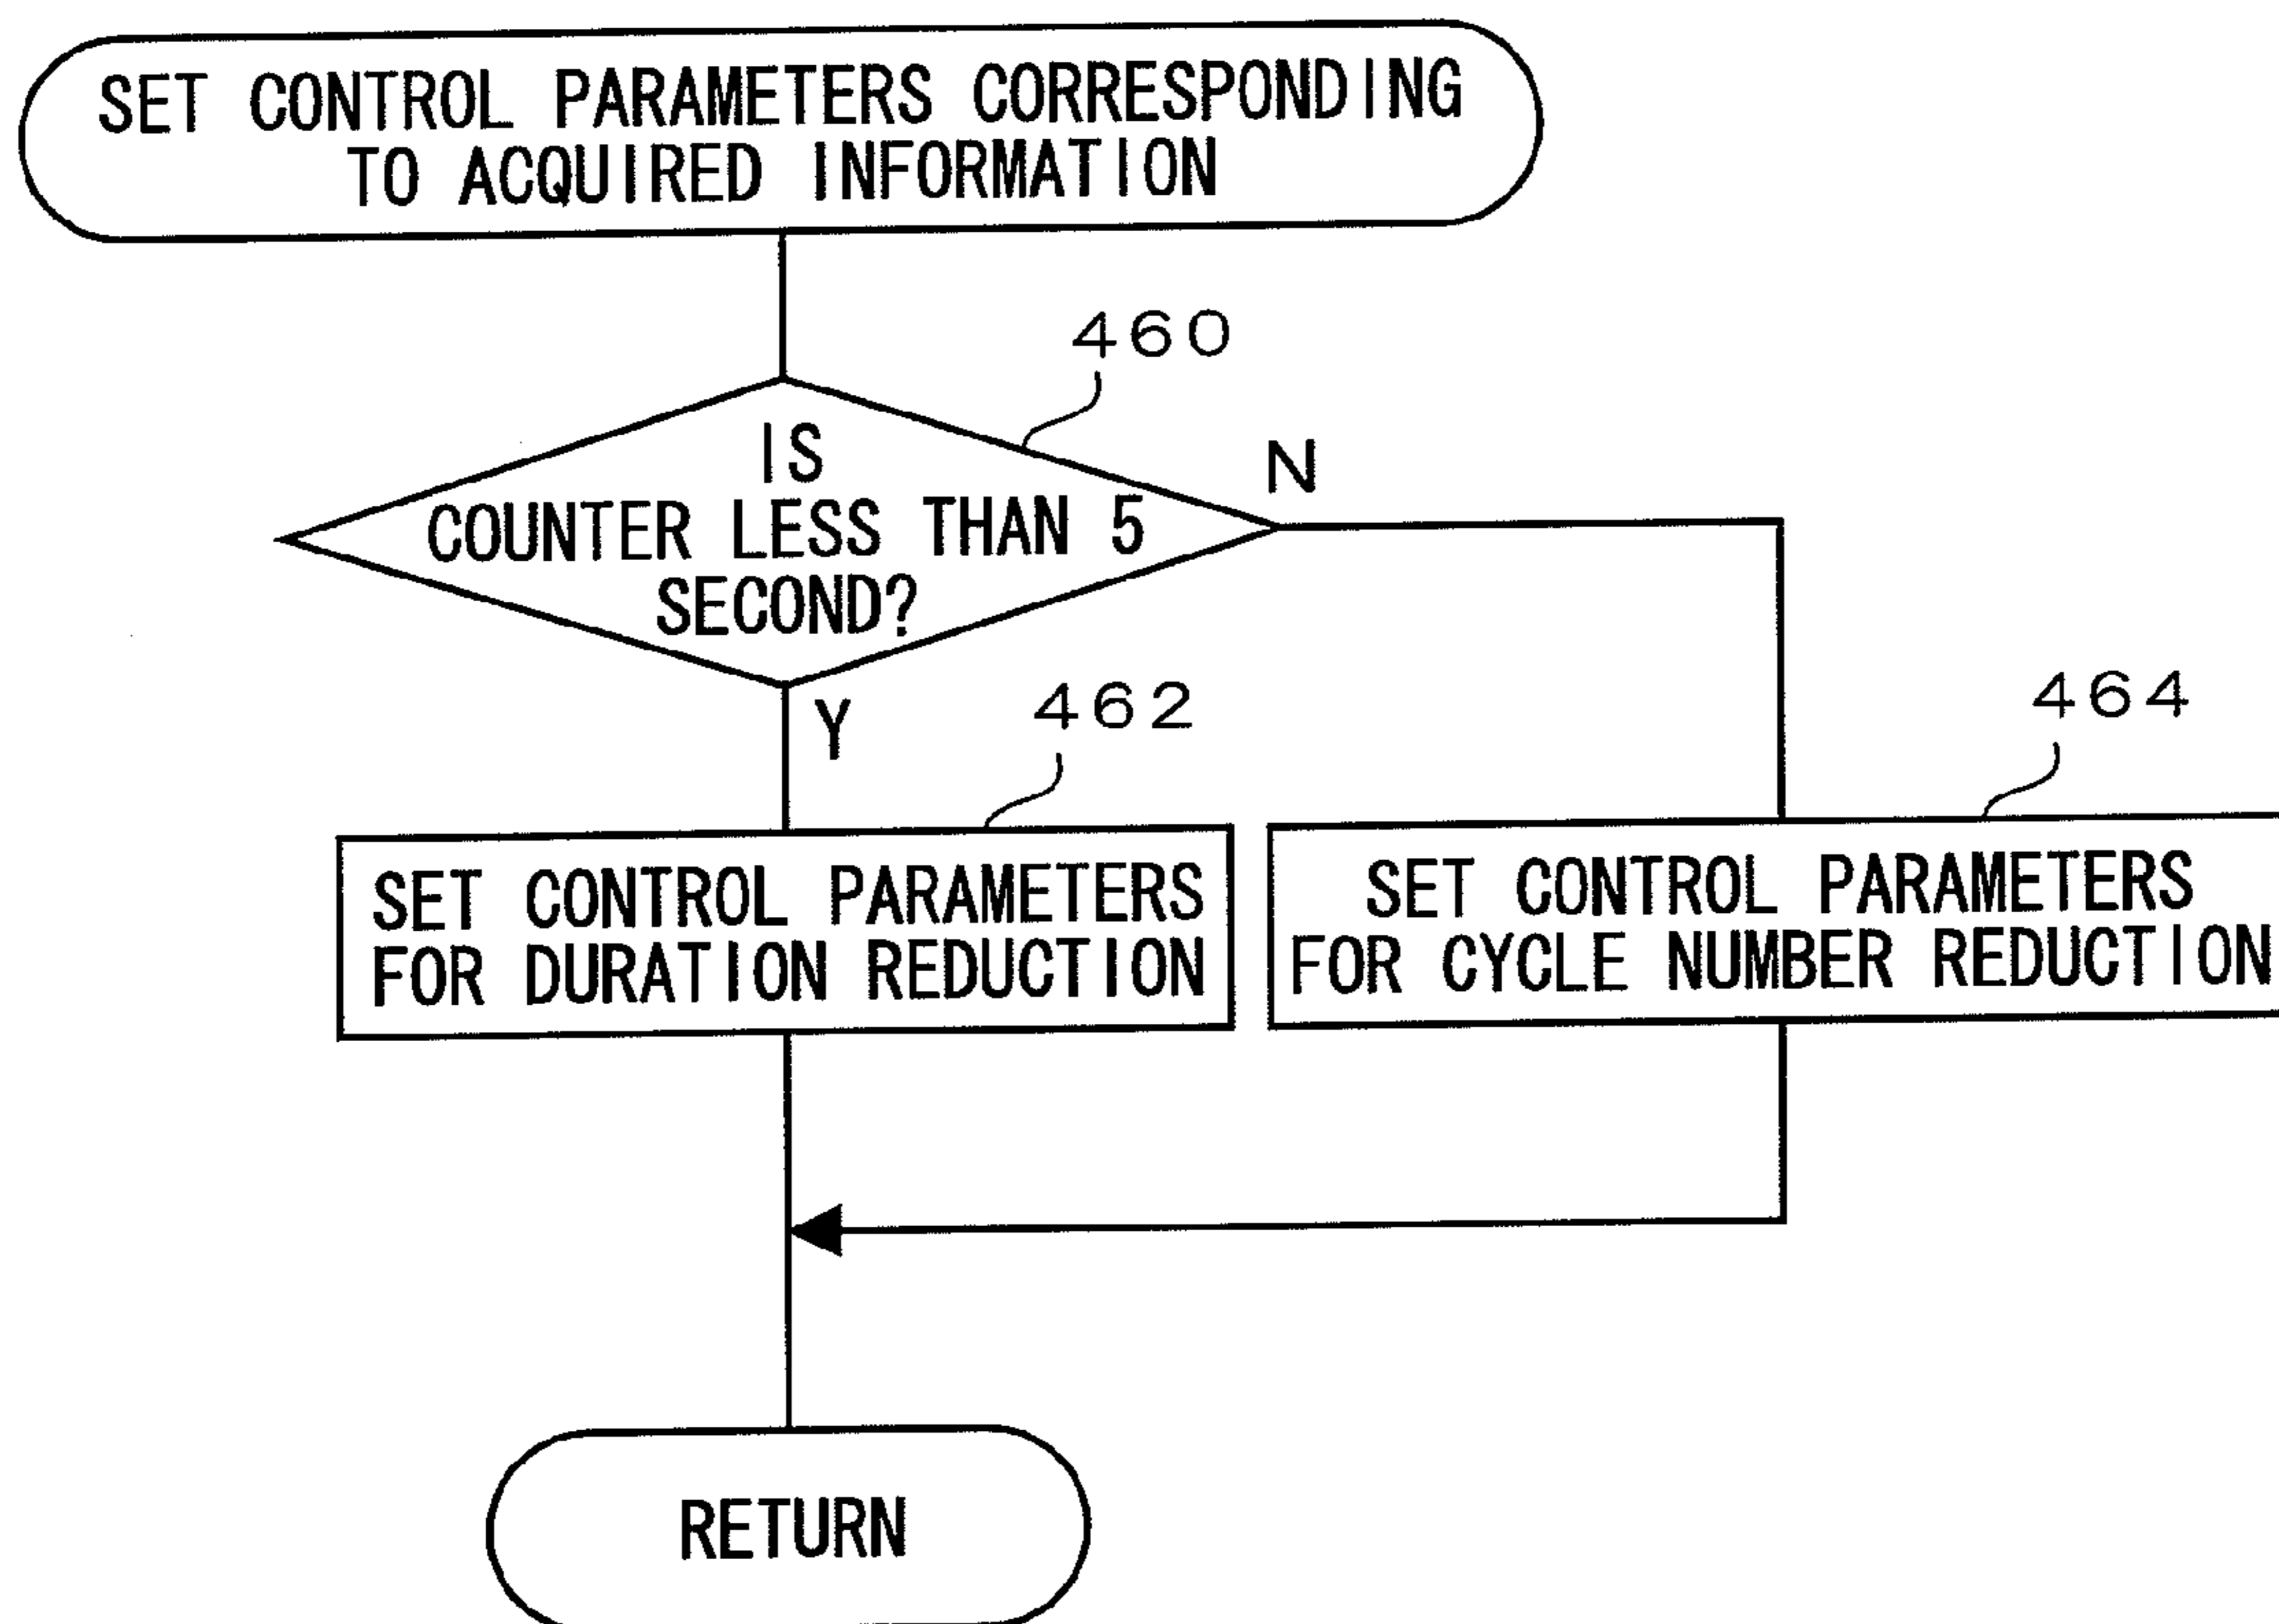 SET CONTROL PARAMETERS CORRESPONDING
TO ACQUIRED INFORMATION
460
IS
COUNTER LESS THAN 5
SECOND?
N
Y
462
464
SET CONTROL PARAMETERS
FOR DURATION REDUCTION
SET CONTROL PARAMETERS
FOR CYCLE NUMBER REDUCTION
RETURN